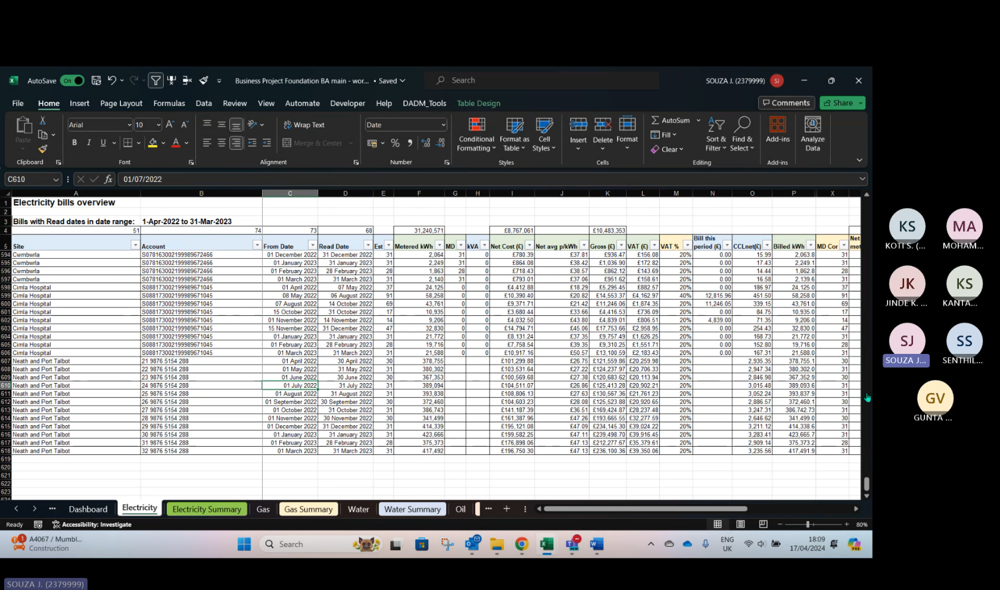 AutoSave On Business Project Foundation BA main - wor... • Saved Search SOUZA J. (2379999) SJ
File Home Insert Page Layout Formulas Data Review View Automate Developer Help DADM_Tools Table Design Comments Share
Paste Arial 10 Wrap Text Date Conditional Formatting Format as Table Cell Styles Insert Delete Format AutoSum Fill Clear Sort & Filter Find & Select Add-ins Analyze Data
B I U Merge & Center
Clipboard Font Alignment Number Styles Cells Editing Add-ins
C610 fx 01/07/2022
A B C D E F G H I J K L M N O P X
1 Electricity bills overview
2
3 Bills with Read dates in date range: 1-Apr-2022 to 31-Mar-2023
4 51 74 73 68 31,240,571 £8,767,061 £10,483,353
5 Site Account From Date Read Date Est Metered kWh MD kVA Net Cost (£) Net avg p/kWh Gross (£) VAT (£) VAT % Bill this period (£) CCLnet(£) Billed kWh MD Cor Net met
594 Cwmbwrla S0781630021999896​72466 01 December 2022 31 December 2022 31 2,064 31 0 £780.39 £37.81 £936.47 £156.08 20% 0.00 15.99 2,063.8 31
595 Cwmbwrla S078163002199989672466 01 January 2023 31 January 2023 31 2,249 31 0 £864.08 £38.42 £1,036.90 £172.82 20% 0.00 17.43 2,249.1 31
596 Cwmbwrla S078163002199989672466 01 February 2023 28 February 2023 28 1,863 28 0 £718.43 £38.57 £862.12 £143.69 20% 0.00 14.44 1,862.8 28
597 Cwmbwrla S078163002199989672466 01 March 2023 31 March 2023 31 2,140 31 0 £793.01 £37.06 £951.62 £158.61 20% 0.00 16.58 2,139.6 31
598 Cimla Hospital S088173002199989671045 01 April 2022 07 May 2022 37 24,125 0 0 £4,412.88 £18.29 £5,295.45 £882.57 20% 0.00 186.97 24,125.0 37
599 Cimla Hospital S088173002199989671045 08 May 2022 06 August 2022 91 58,258 0 0 £10,390.40 £20.82 £14,553.37 £4,162.97 40% 12,815.96 451.50 58,258.0 91
600 Cimla Hospital S088173002199989671045 07 August 2022 14 October 2022 69 43,761 0 0 £9,371.71 £21.42 £11,246.06 £1,874.35 20% 11,246.05 339.15 43,761.0 69
601 Cimla Hospital S088173002199989671045 15 October 2022 31 October 2022 17 10,935 0 0 £3,680.44 £33.66 £4,416.53 £736.09 20% 0.00 84.75 10,935.0 17
602 Cimla Hospital S088173002199989671045 01 November 2022 14 November 2022 14 9,206 0 0 £4,032.50 £43.80 £4,839.01 £806.51 20% 4,839.00 71.35 9,206.0 14
603 Cimla Hospital S088173002199989671045 15 November 2022 31 December 2022 47 32,830 0 0 £14,794.71 £45.06 £17,753.66 £2,958.95 20% 0.00 254.43 32,830.0 47
604 Cimla Hospital S088173002199989671045 01 January 2023 31 January 2023 31 21,772 0 0 £8,131.24 £37.35 £9,757.49 £1,626.25 20% 0.00 168.73 21,772.0 31
605 Cimla Hospital S088173002199989671045 01 February 2023 28 February 2023 28 19,716 0 0 £7,758.54 £39.35 £9,310.25 £1,551.71 20% 0.00 152.80 19,716.0 28
606 Cimla Hospital S088173002199989671045 01 March 2023 31 March 2023 31 21,588 0 0 £10,917.16 £50.57 £13,100.59 £2,183.43 20% 0.00 167.31 21,588.0 31
607 Neath and Port Talbot 21 9876 5154 288 01 April 2022 30 April 2022 30 378,755 £101,299.88 £26.75 £121,559.86 £20,259.98 20% 2,935.35 378,755.1 30
608 Neath and Port Talbot 22 9876 5154 288 01 May 2022 31 May 2022 31 380,302 £103,531.64 £27.22 £124,237.97 £20,706.33 20% 2,947.34 380,302.0 31
609 Neath and Port Talbot 23 9876 5154 288 01 June 2022 30 June 2022 30 367,353 £100,569.68 £27.38 £120,683.62 £20,113.94 20% 2,846.98 367,352.9 30
610 Neath and Port Talbot 24 9876 5154 288 01 July 2022 31 July 2022 31 389,094 £104,511.07 £26.86 £125,413.28 £20,902.21 20% 3,015.48 389,093.6 31
611 Neath and Port Talbot 25 9876 5154 288 01 August 2022 31 August 2022 31 393,838 £108,806.13 £27.63 £130,567.36 £21,761.23 20% 3,052.24 393,837.9 31
612 Neath and Port Talbot 26 9876 5154 288 01 September 2022 30 September 2022 30 372,460 £104,603.23 £28.08 £125,523.88 £20,920.65 20% 2,886.57 372,460.1 30
613 Neath and Port Talbot 27 9876 5154 288 01 October 2022 31 October 2022 31 386,743 £141,187.39 £36.51 £169,424.87 £28,237.48 20% 3,247.31 386,742.73 31
614 Neath and Port Talbot 28 9876 5154 288 01 November 2022 30 November 2022 30 341,499 £161,387.96 £47.26 £193,665.55 £32,277.59 20% 2,646.62 341,499.0 30
615 Neath and Port Talbot 29 9876 5154 288 01 December 2022 31 December 2022 31 414,339 £195,121.08 £47.09 £234,145.30 £39,024.22 20% 3,211.12 414,338.6 31
616 Neath and Port Talbot 30 9876 5154 288 01 January 2023 31 January 2023 31 423,666 £199,582.25 £47.11 £239,498.70 £39,916.45 20% 3,283.41 423,665.7 31
617 Neath and Port Talbot 31 9876 5154 288 01 February 2023 28 February 2023 28 375,373 £176,898.06 £47.13 £212,277.67 £35,379.61 20% 2,909.14 375,373.2 28
618 Neath and Port Talbot 32 9876 5154 288 01 March 2023 31 March 2023 31 417,492 £196,750.30 £47.13 £236,100.36 £39,350.06 20% 3,235.56 417,491.9 31
619
620
621
622
623
Dashboard Electricity Electricity Summary Gas Gas Summary Water Water Summary Oil
Ready Accessibility: Investigate 80%
A4067 / Mumbl...
Construction
Search
ENG
UK
18:09
17/04/2024
KS MA
KOTI S. (... MOHAM...
JK KS
JINDE K. ... KANTA...
SJ SS
SOUZA J... SENTHIL...
GV
GUNTA ...
SOUZA J. (2379999)